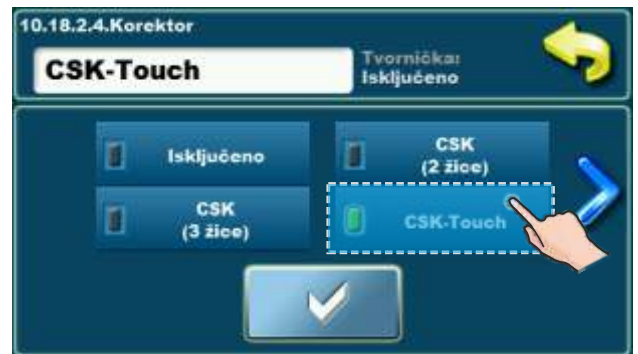 10.18.2.4.Korektor
CSK-Touch
Tvornička:
Isključeno
Isključeno
CSK
(2 žice)
CSK
(3 žice)
CSK-Touch